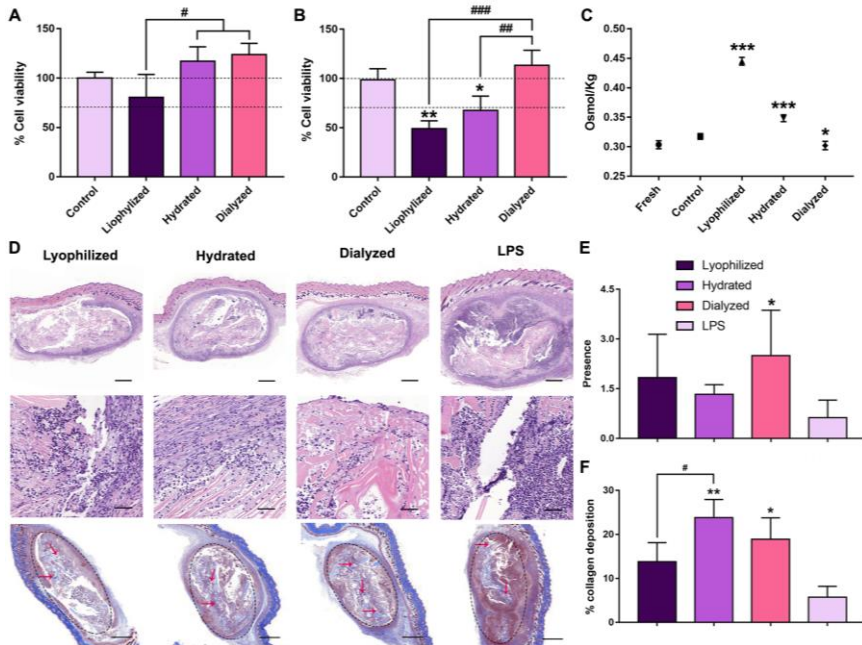 A
#
% Cell viability
150
100
50
0
Control
Liophylized
Hydrated
Dialyzed
B
###
##
% Cell viability
150
100
50
0
**
*
Control
Liophylized
Hydrated
Dialyzed
C
Osmol/Kg
0.50
0.45
0.40
0.35
0.30
0.25
***
***
*
Fresh
Control
Lyophilized
Hydrated
Dialyzed
D
Lyophilized
Hydrated
Dialyzed
LPS
E
Lyophilized
Hydrated
Dialyzed
LPS
Presence
4.5
3.0
1.5
0.0
*
F
% collagen deposition
30
20
10
0
#
**
*